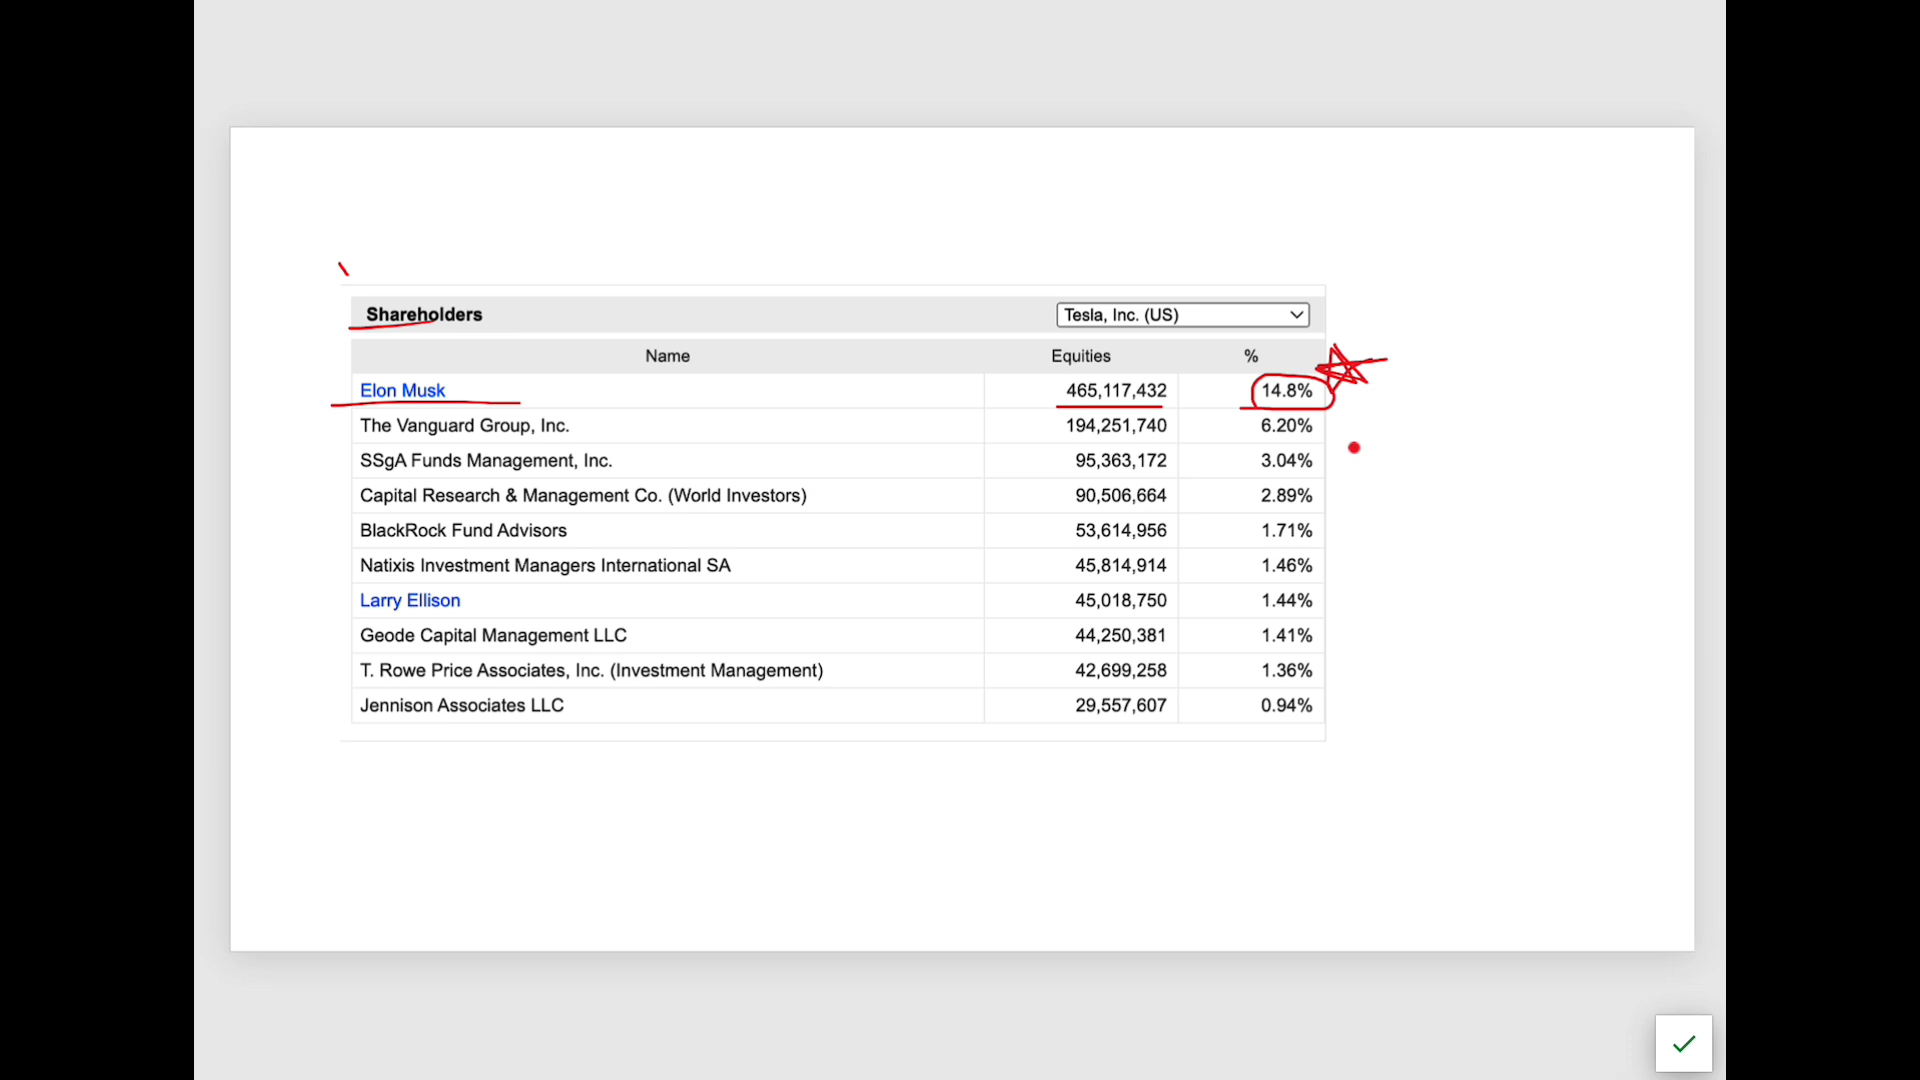 Shareholders Tesla, Inc. (US)
Name Equities %
Elon Musk 465,117,432 14.8%
The Vanguard Group, Inc. 194,251,740 6.20%
SSgA Funds Management, Inc. 95,363,172 3.04%
Capital Research & Management Co. (World Investors) 90,506,664 2.89%
BlackRock Fund Advisors 53,614,956 1.71%
Natixis Investment Managers International SA 45,814,914 1.46%
Larry Ellison 45,018,750 1.44%
Geode Capital Management LLC 44,250,381 1.41%
T. Rowe Price Associates, Inc. (Investment Management) 42,699,258 1.36%
Jennison Associates LLC 29,557,607 0.94%